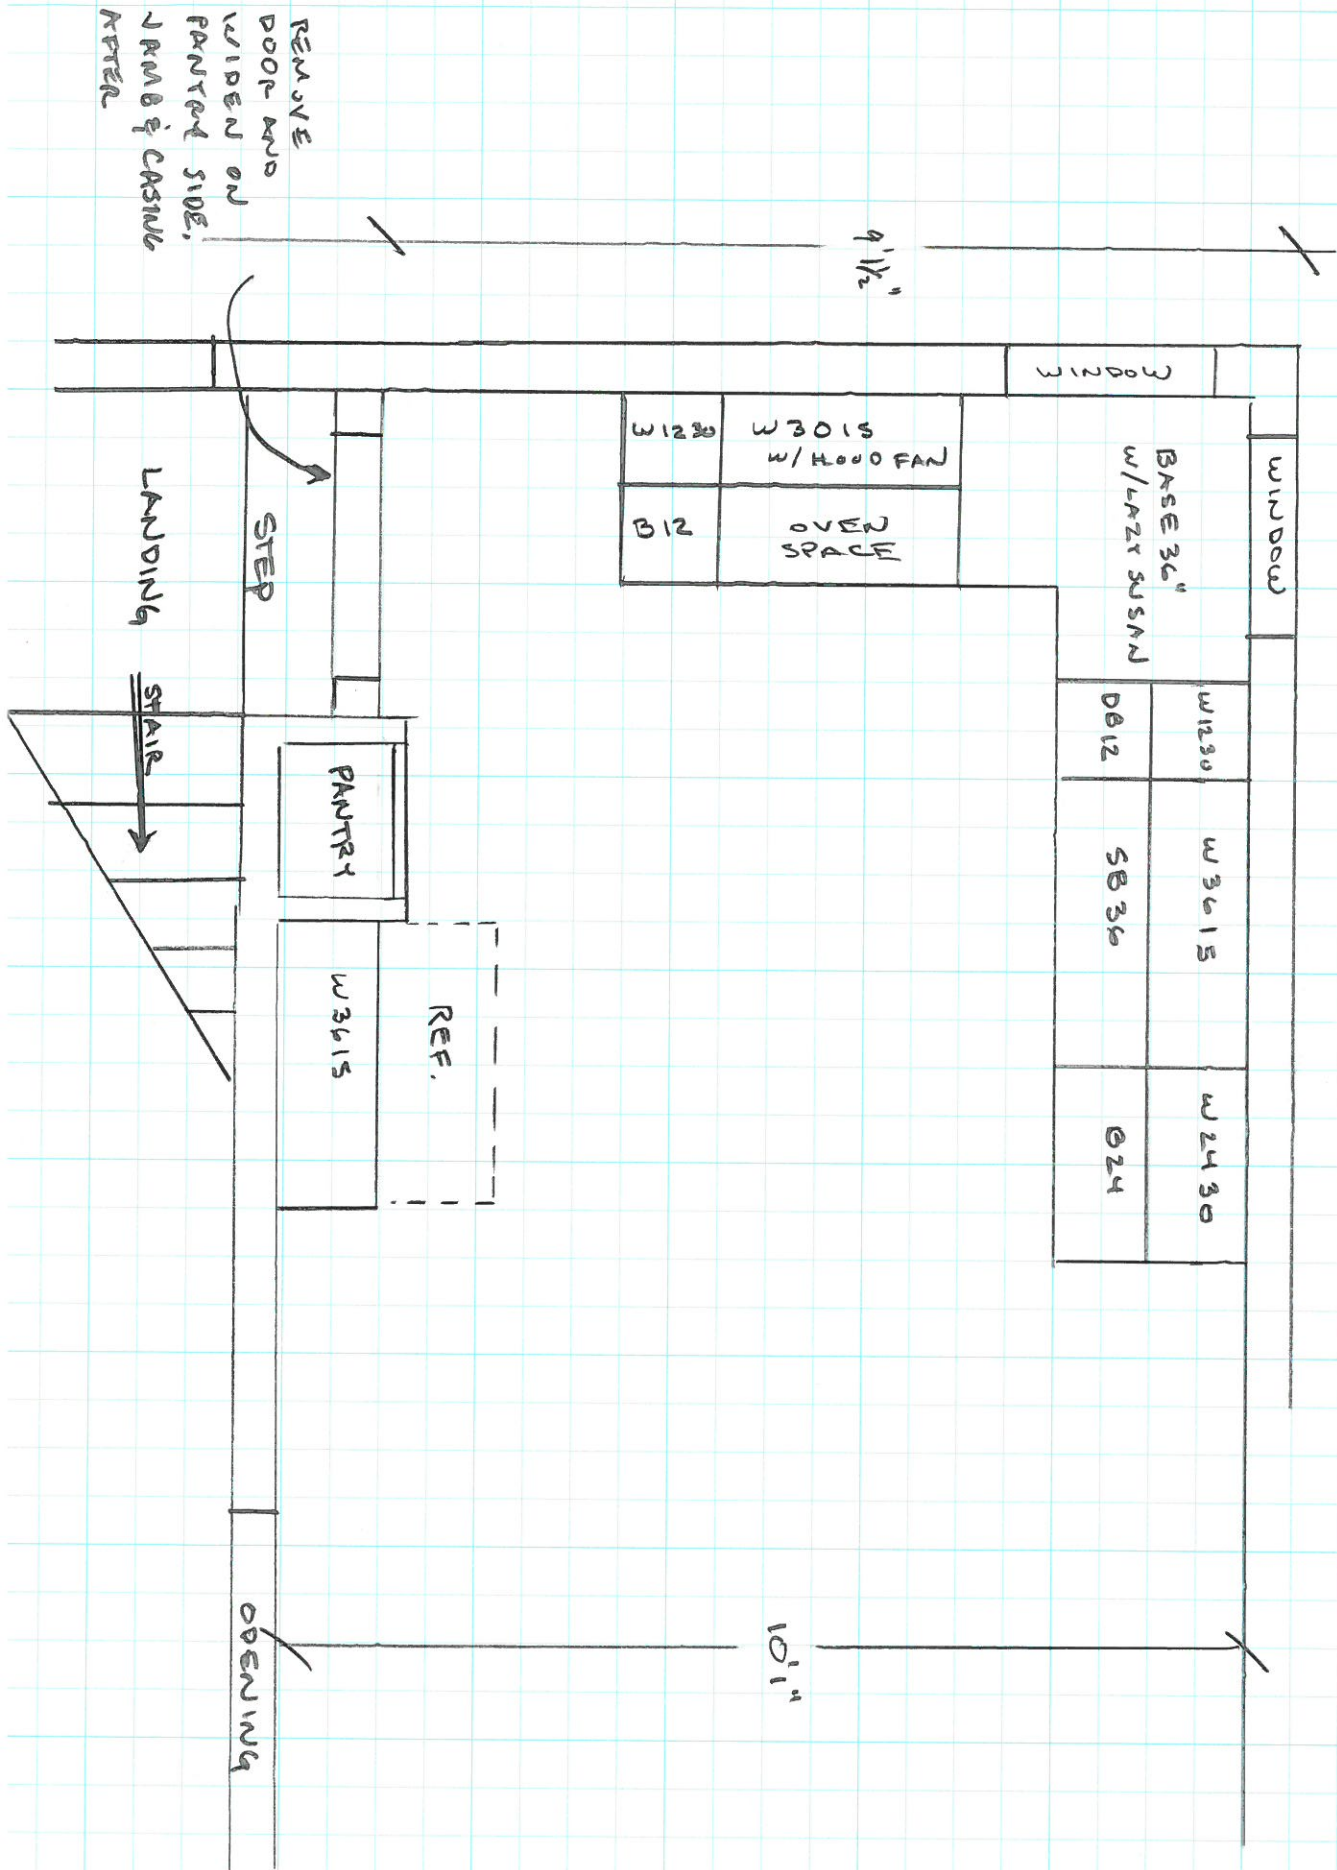 REMOVE
DOOR AND
WIDEN ON
PANTRY SIDE.
JAMB & CASING
AFTER
9'1/2"
WINDOW
WINDOW
W1230
W3015
W/HOOD FAN
B12
OVEN
SPACE
BASE 36"
W/LAZY SUSAN
W1230
DB12
W3615
SB36
W2430
B24
STEP
LANDING
STAIR
PANTRY
W3615
REF.
10'1"
OPENING